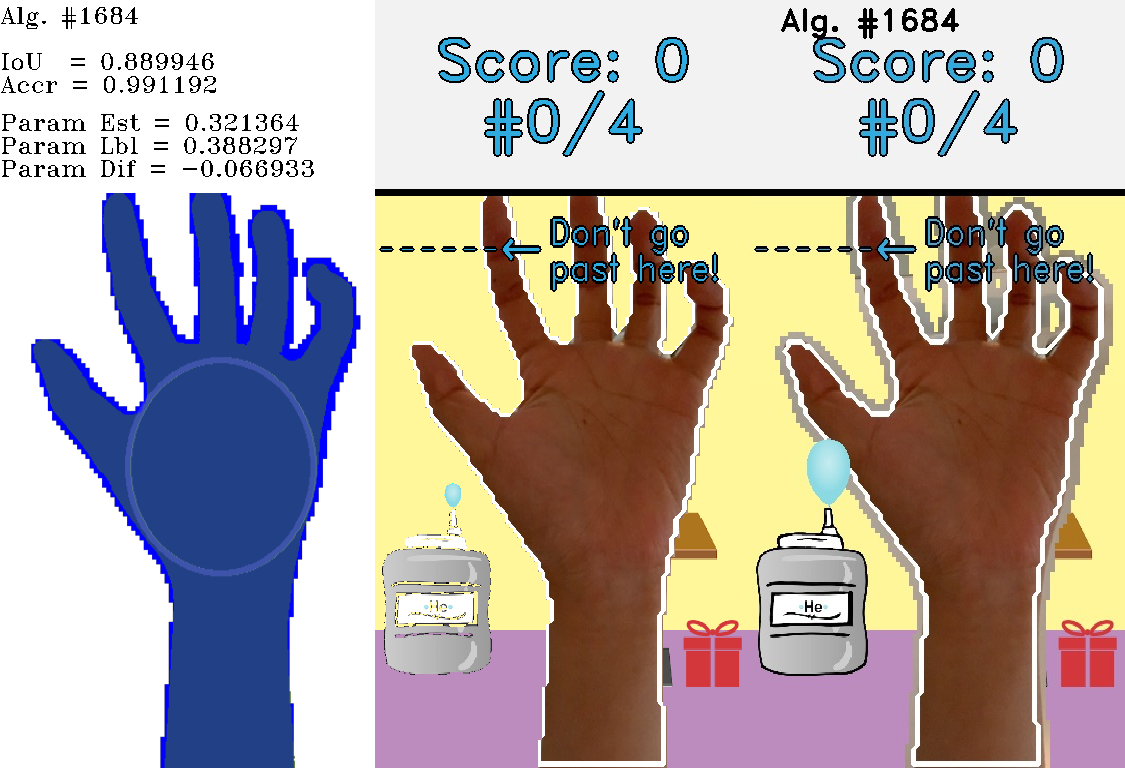 Alg. #1684
IoU = 0.889946
Accr = 0.991192
Param Est = 0.321364
Param Lbl = 0.388297
Param Dif = −0.066933
Score: 0
#0/4
Don't go
past here!
He
Alg. #1684
Score: 0
#0/4
Don't go
past here!
He